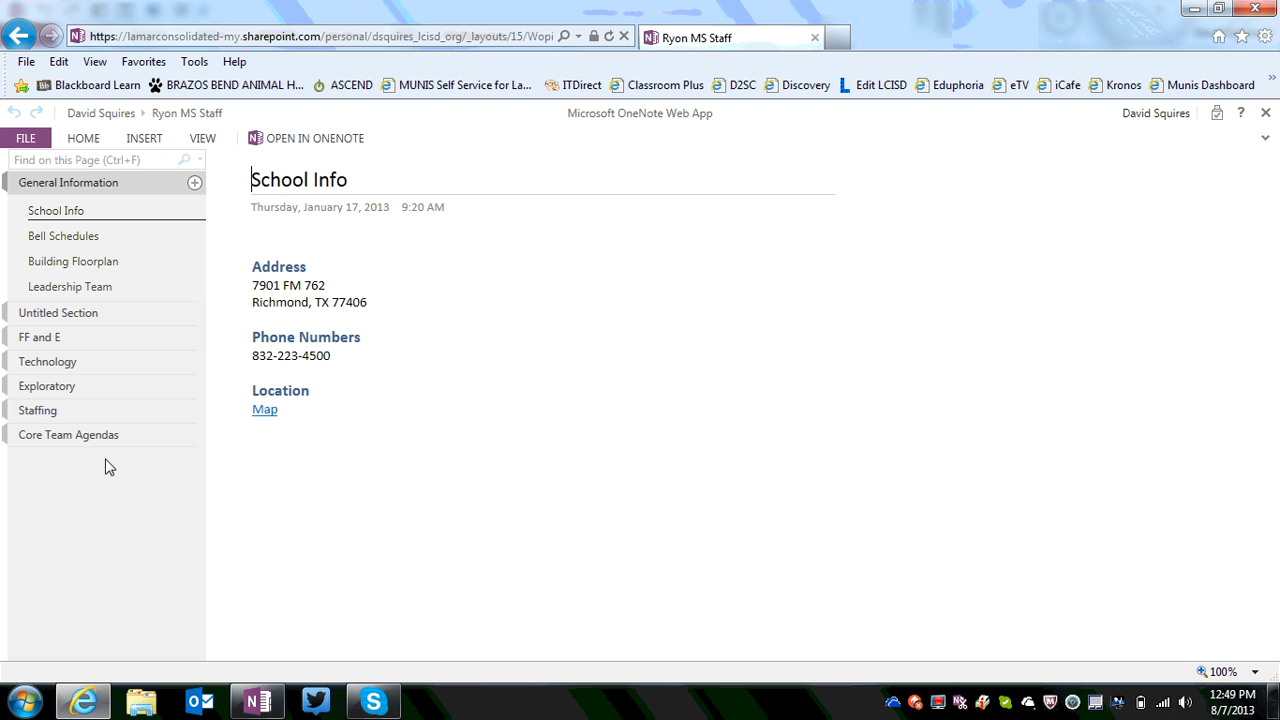 https://lamarconsolidated-my.sharepoint.com/personal/dsquires_lcisd_org/_layouts/15/Wopi
Ryon MS Staff
File Edit View Favorites Tools Help
Blackboard Learn BRAZOS BEND ANIMAL H... ASCEND MUNIS Self Service for La... ITDirect Classroom Plus D2SC Discovery Edit LCISD Eduphoria eTV iCafe Kronos Munis Dashboard
David Squires Ryon MS Staff Microsoft OneNote Web App David Squires ?
FILE HOME INSERT VIEW OPEN IN ONENOTE
Find on this Page (Ctrl+F)
General Information
School Info
Bell Schedules
Building Floorplan
Leadership Team
Untitled Section
FF and E
Technology
Exploratory
Staffing
Core Team Agendas
School Info
Thursday, January 17, 2013 9:20 AM
Address
7901 FM 762
Richmond, TX 77406
Phone Numbers
832-223-4500
Location
Map
100%
12:49 PM
8/7/2013